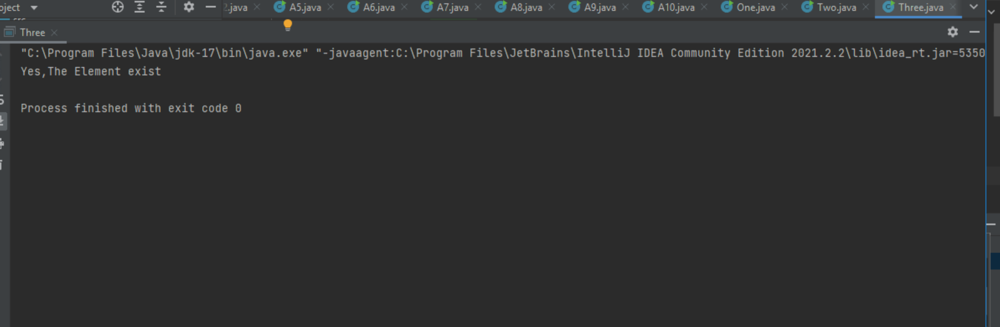 oject
2.java A5.java A6.java A7.java A8.java A9.java A10.java One.java Two.java Three.java
Three
"C:\Program Files\Java\jdk-17\bin\java.exe" "-javaagent:C:\Program Files\JetBrains\IntelliJ IDEA Community Edition 2021.2.2\lib\idea_rt.jar=5350
Yes,The Element exist
Process finished with exit code 0